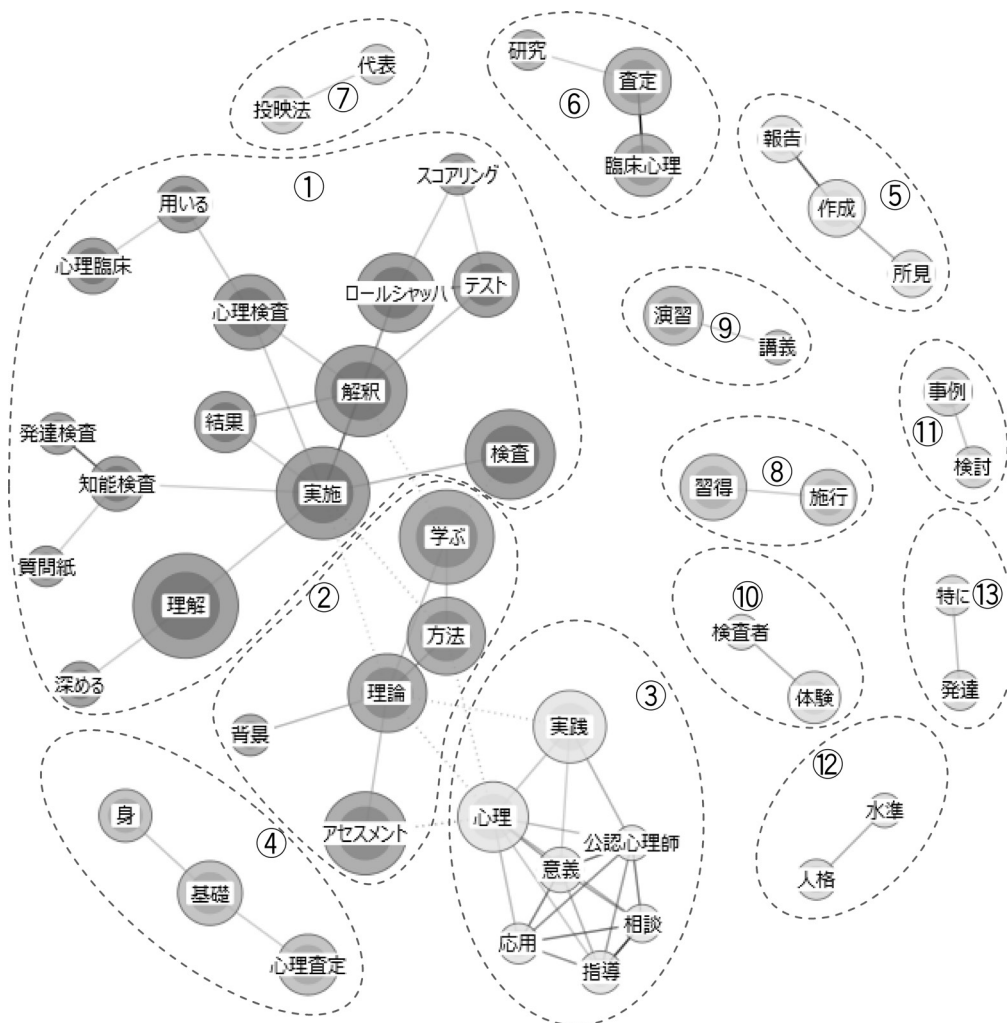 代表
投映法
⑦
研究
査定
⑥
臨床心理
報告
作成
⑤
所見
①
スコアリング
用いる
心理臨床
ロールシャッハ
テスト
心理検査
解釈
結果
検査
発達検査
知能検査
実施
質問紙
理解
深める
演習
⑨
講義
事例
⑪
検討
習得
⑧
施行
学ぶ
②
方法
理論
背景
アセスメント
⑩
検査者
体験
特に
⑬
発達
③
実践
心理
公認心理師
意義
相談
応用
指導
⑫
水準
人格
身
④
基礎
心理査定